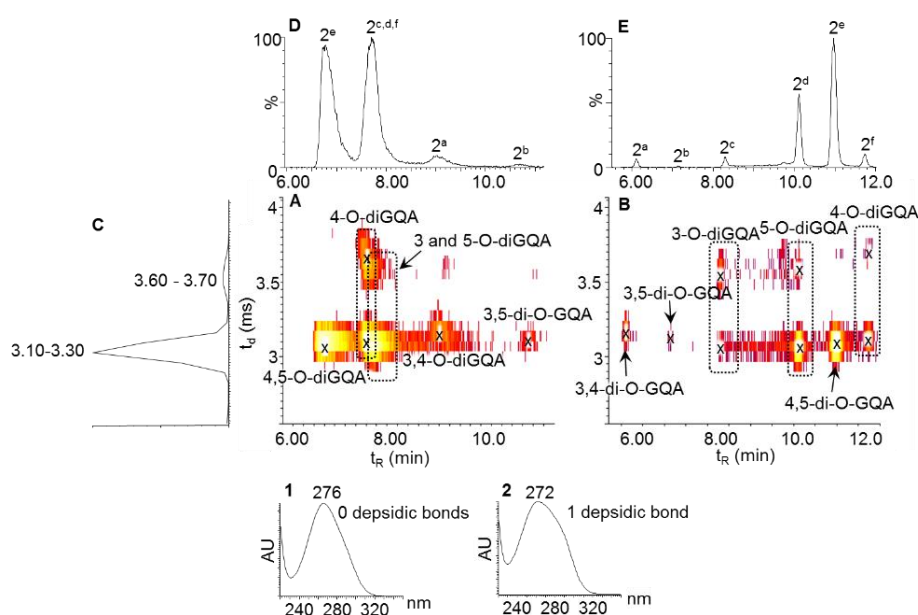 D
2e
2c,d,f
2a
2b
100
%
0
6.00
8.00
10.0
E
2a
2b
2c
2d
2e
2f
100
%
0
6.00
8.00
10.0
12.0
C
3.60 - 3.70
3.10-3.30
A
4-O-diGQA
3 and 5-O-diGQA
3,5-di-O-GQA
3,4-O-diGQA
4,5-O-diGQA
4
3.5
3
td (ms)
6.00
8.00
10.0
tR (min)
B
3-O-diGQA
5-O-diGQA
4-O-diGQA
3,5-di-O-GQA
3,4-di-O-GQA
4,5-di-O-GQA
6.00
8.00
10.0
12.0
tR (min)
1
276
0 depsidic bonds
AU
240
280
320
nm
2
272
1 depsidic bond
AU
240
280
320
nm